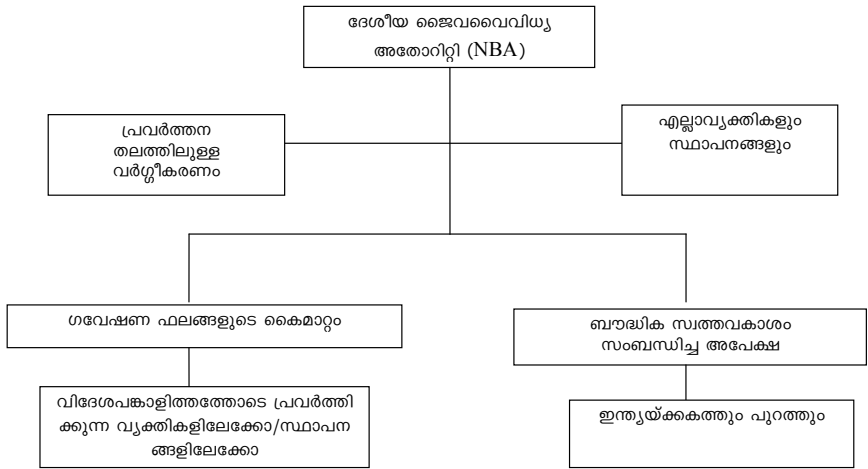 ദേശീയ ജൈവവൈവിധ്യ
അതോറിറ്റി (NBA)
പ്രവർത്തന
തലത്തിലുള്ള
വർഗ്ഗീകരണം
എല്ലാവ്യക്തികളും
സ്ഥാപനങ്ങളും
ഗവേഷണ ഫലങ്ങളുടെ കൈമാറ്റം
ബൗദ്ധിക സ്വത്തവകാശം
സംബന്ധിച്ച അപേക്ഷ
വിദേശപങ്കാളിത്തത്തോടെ പ്രവർത്തി
ക്കുന്ന വ്യക്തികളിലേക്കോ/സ്ഥാപന
ങ്ങളിലേക്കോ
ഇന്ത്യയ്ക്കകത്തും പുറത്തും